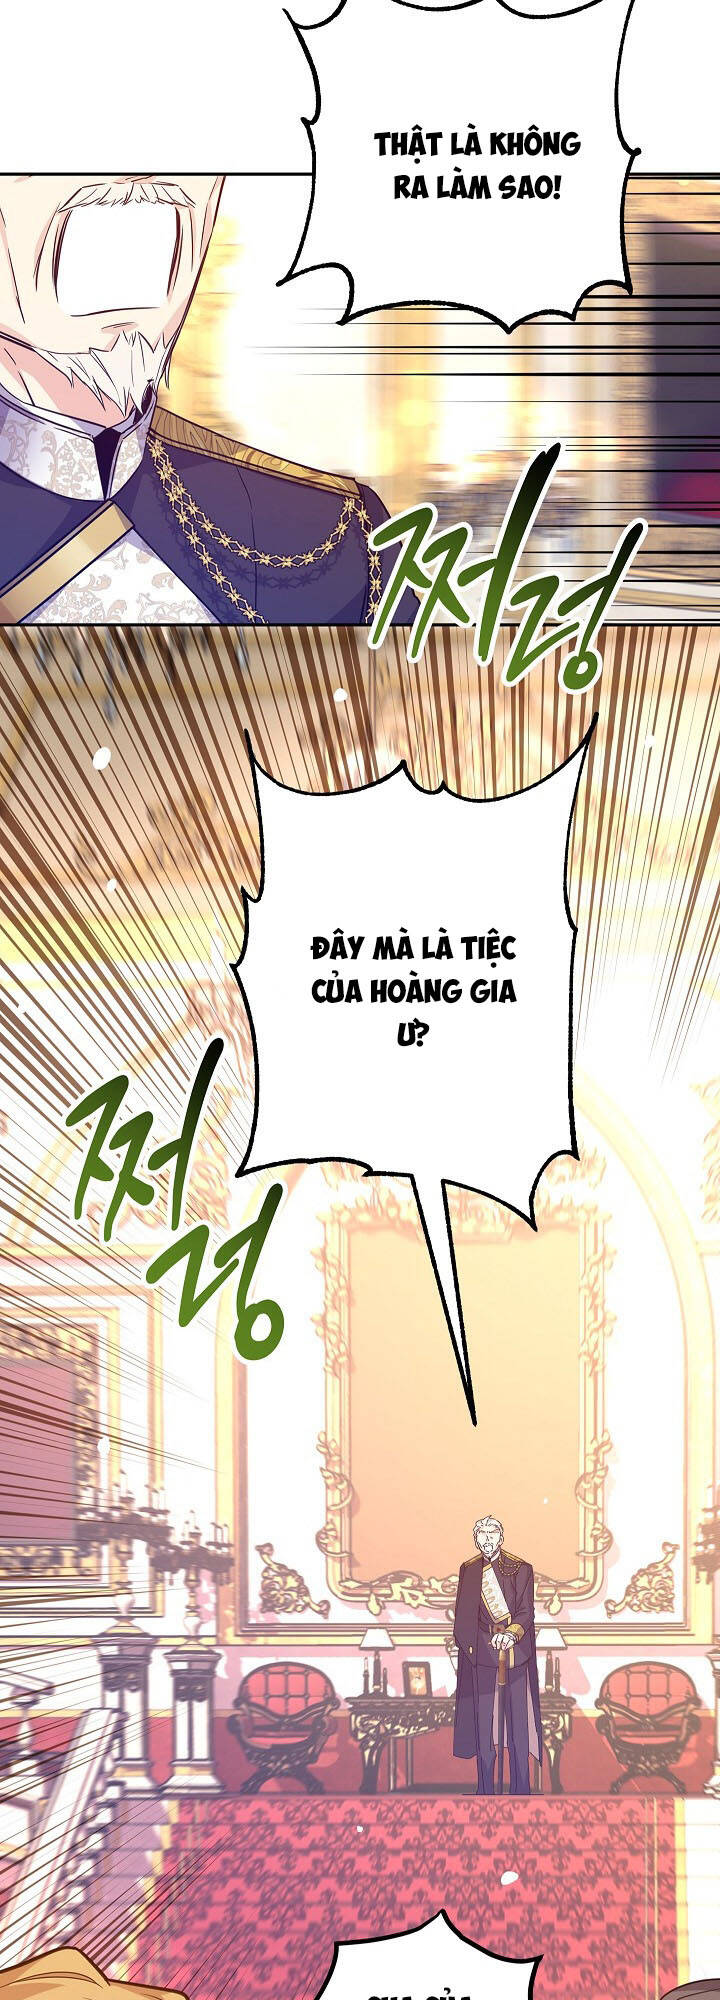 THẬT LÀ KHÔNG
RA LÀM SAO!
쩌렁
ĐÂY MÀ LÀ TIỆC
CỦA HOÀNG GIA
Ư?
쩌렁